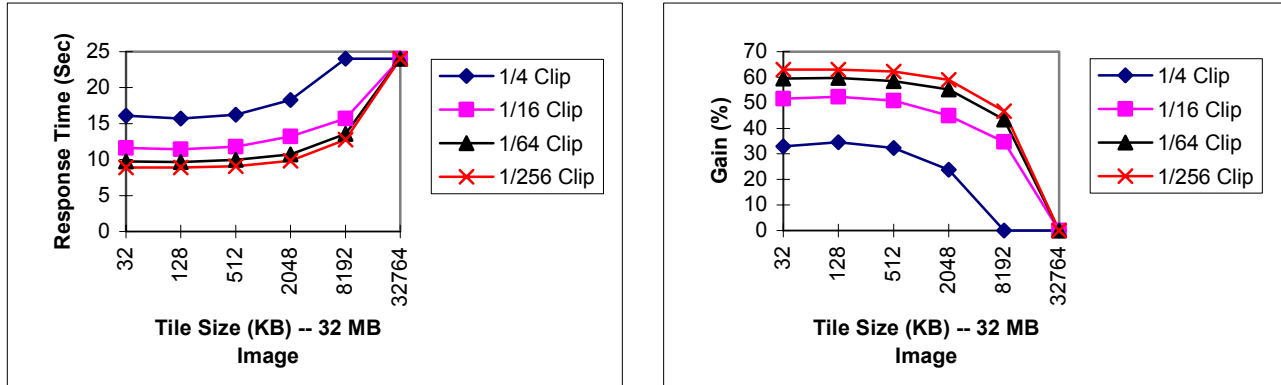 Response Time (Sec)
25
20
15
10
5
0
32
128
512
2048
8192
32764
Tile Size (KB) -- 32 MB
Image
1/4 Clip
1/16 Clip
1/64 Clip
1/256 Clip
Gain (%)
70
60
50
40
30
20
10
0
32
128
512
2048
8192
32764
Tile Size (KB) -- 32 MB
Image
1/4 Clip
1/16 Clip
1/64 Clip
1/256 Clip